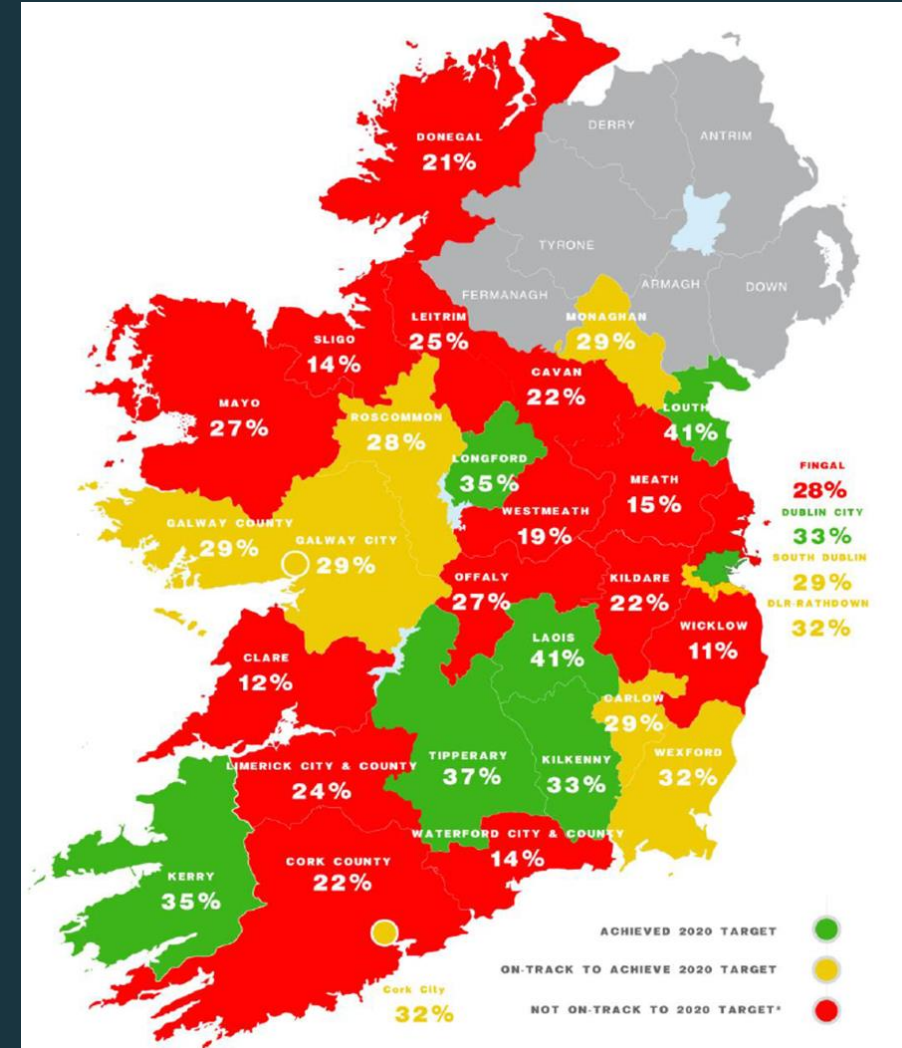 DERRY
ANTRIM
DONEGAL
21%
TYRONE
FERMANAGH
ARMAGH
DOWN
LEITRIM
25%
MONAGHAN
29%
SLIGO
14%
CAVAN
22%
MAYO
27%
ROSCOMMON
28%
LOUTH
41%
LONGFORD
35%
MEATH
15%
FINGAL
28%
DUBLIN CITY
33%
SOUTH DUBLIN
29%
DLR-RATHDOWN
32%
WESTMEATH
19%
GALWAY COUNTY
29%
GALWAY CITY
29%
OFFALY
27%
KILDARE
22%
WICKLOW
11%
LAOIS
41%
CLARE
12%
CARLOW
29%
TIPPERARY
37%
KILKENNY
33%
WEXFORD
32%
LIMERICK CITY & COUNTY
24%
WATERFORD CITY & COUNTY
14%
CORK COUNTY
22%
KERRY
35%
Cork City
32%
ACHIEVED 2020 TARGET
ON-TRACK TO ACHIEVE 2020 TARGET
NOT ON-TRACK TO 2020 TARGET*